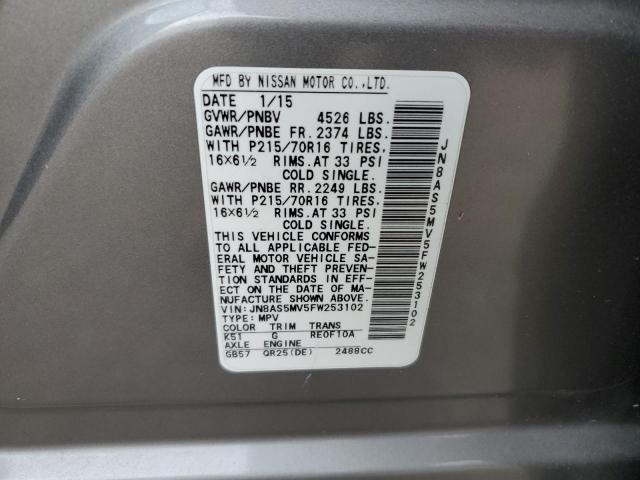 MFD BY NISSAN MOTOR CO.,LTD.
DATE 1/15
GVWR/PNBV 4526 LBS.
GAWR/PNBE FR. 2374 LBS.
WITH P215/70R16 TIRES.
16×6½ RIMS. AT 33 PSI
COLD SINGLE.
GAWR/PNBE RR. 2249 LBS.
WITH P215/70R16 TIRES.
16×6½ RIMS. AT 33 PSI
COLD SINGLE.
THIS VEHICLE CONFORMS
TO ALL APPLICABLE FED-
ERAL MOTOR VEHICLE SA-
FETY AND THEFT PREVEN-
TION STANDARDS IN EFF-
ECT ON THE DATE OF MA-
NUFACTURE SHOWN ABOVE.
VIN: JN8AS5MV5FW253102
TYPE: MPV
COLOR TRIM TRANS
K51 G RE0F10A
AXLE ENGINE
GB57 QR25(DE) 2488CC
JN8AS5MV5FW253102